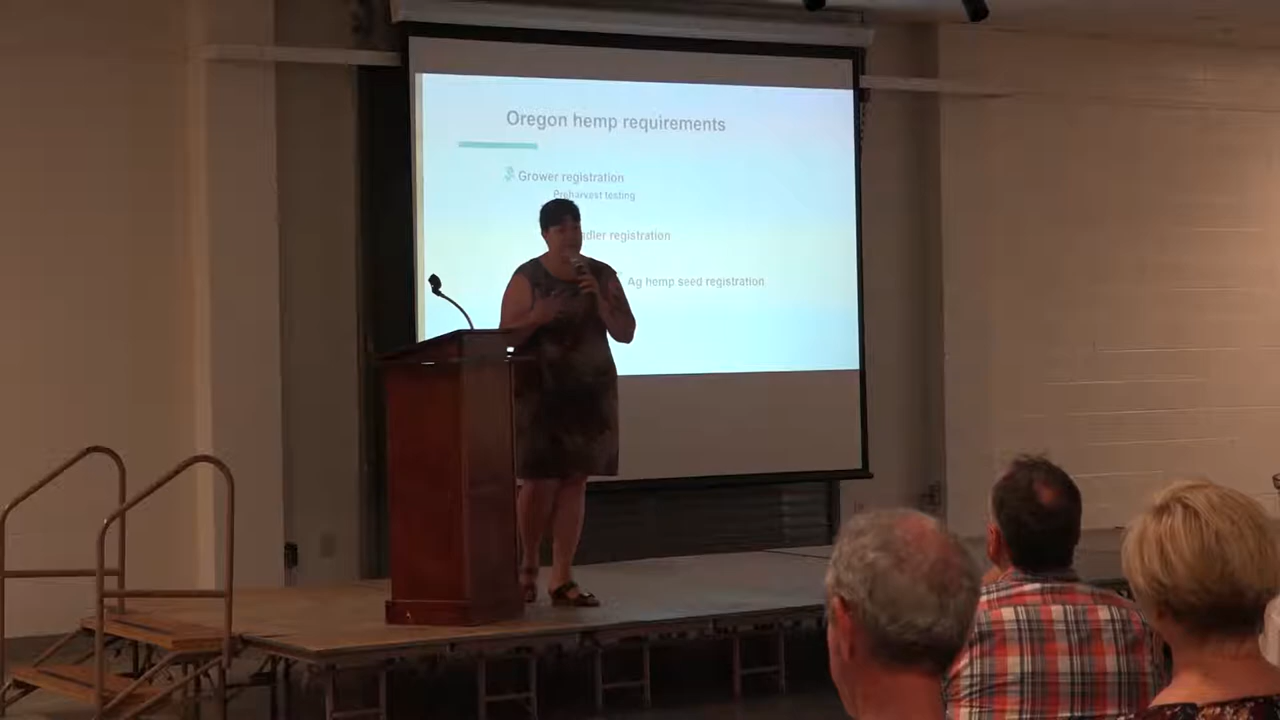 Oregon hemp requirements
Grower registration
Preharvest testing
dler registration
Ag hemp seed registration